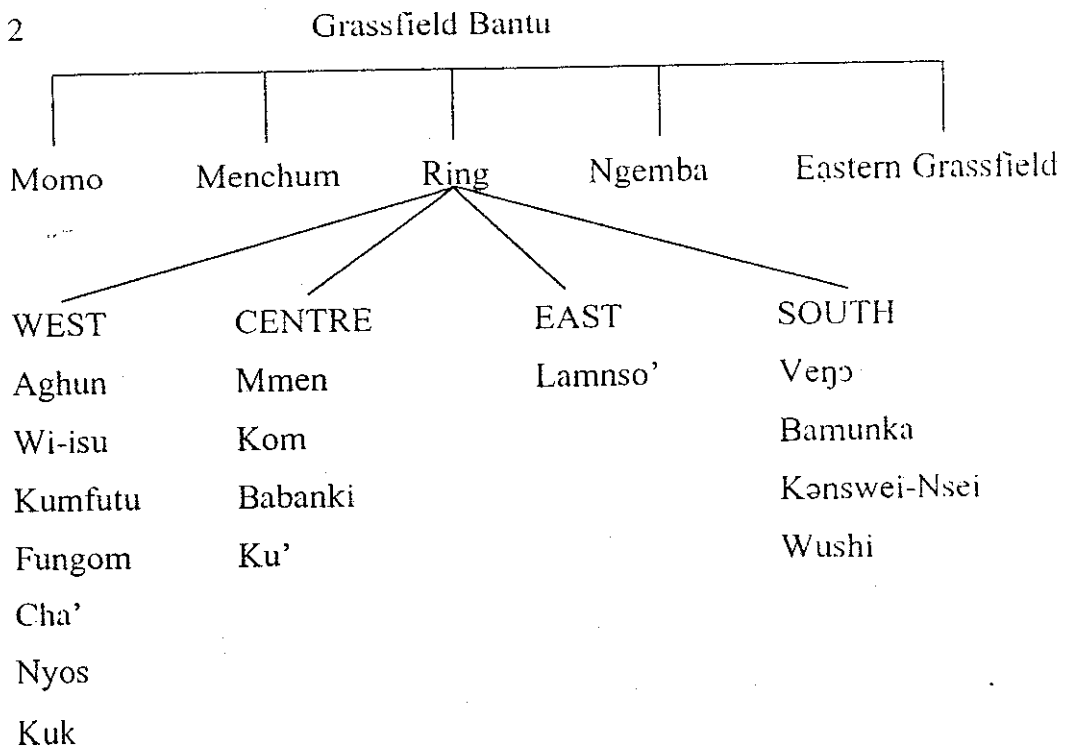 2 Grassfield Bantu
Momo Menchum Ring Ngemba Eastern Grassfield
WEST CENTRE EAST SOUTH
Aghun Mmen Lamnso’ Veŋɔ
Wi-isu Kom Bamunka
Kumfutu Babanki Kənswei-Nsei
Fungom Ku’ Wushi
Cha’
Nyos
Kuk